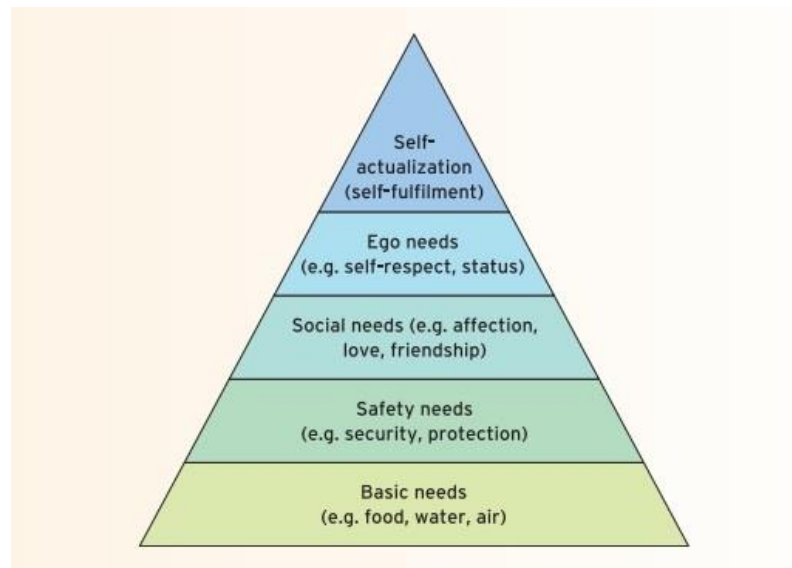 Self-
actualization
(self-fulfilment)
Ego needs
(e.g. self-respect, status)
Social needs (e.g. affection,
love, friendship)
Safety needs
(e.g. security, protection)
Basic needs
(e.g. food, water, air)